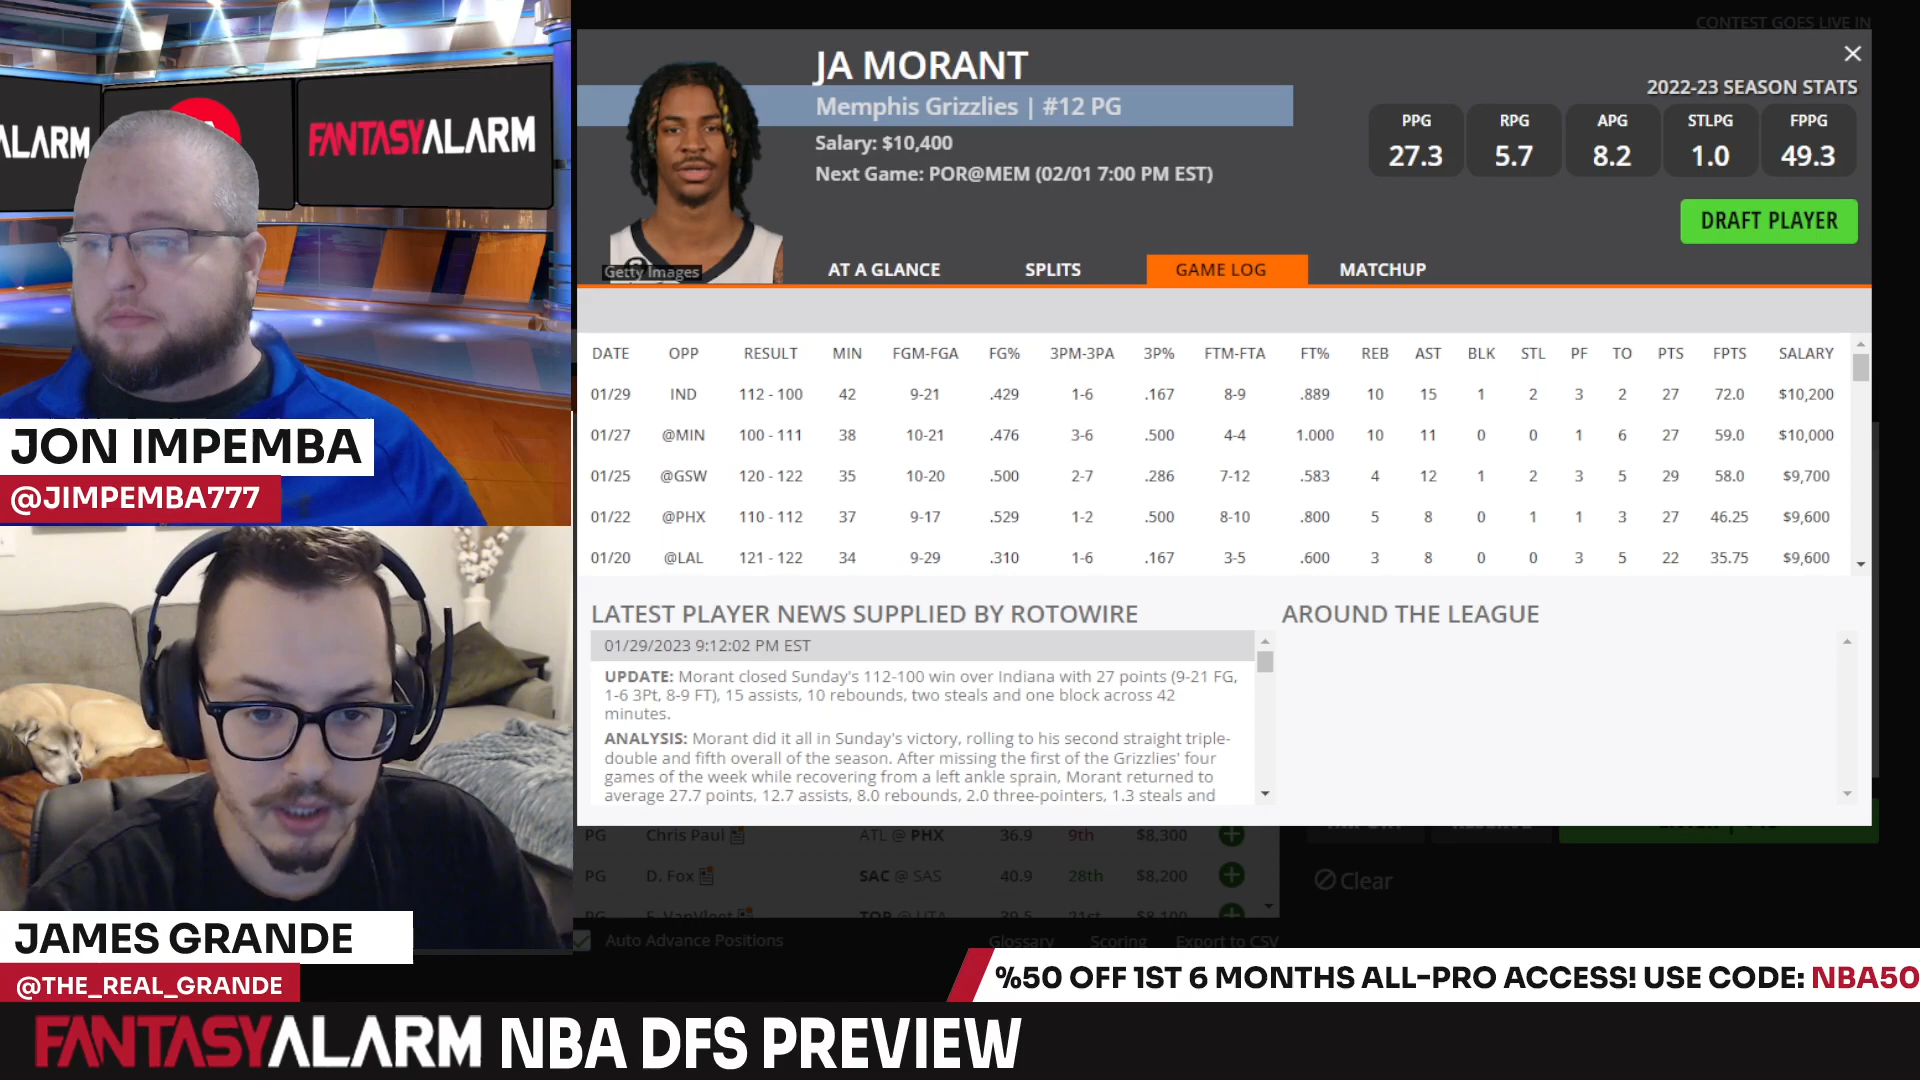 CONTEST GOES LIVE IN
ALARM
FANTASYALARM
JON IMPEMBA
@JIMPEMBA777
JAMES GRANDE
@THE_REAL_GRANDE
JA MORANT
Memphis Grizzlies | #12 PG
Salary: $10,400
Next Game: POR@MEM (02/01 7:00 PM EST)
Getty Images
2022-23 SEASON STATS
PPG RPG APG STLPG FPPG
27.3 5.7 8.2 1.0 49.3
DRAFT PLAYER
AT A GLANCE SPLITS GAME LOG MATCHUP
DATE OPP RESULT MIN FGM-FGA FG% 3PM-3PA 3P% FTM-FTA FT% REB AST BLK STL PF TO PTS FPTS SALARY
01/29 IND 112 - 100 42 9-21 .429 1-6 .167 8-9 .889 10 15 1 2 3 2 27 72.0 $10,200
01/27 @MIN 100 - 111 38 10-21 .476 3-6 .500 4-4 1.000 10 11 0 0 1 6 27 59.0 $10,000
01/25 @GSW 120 - 122 35 10-20 .500 2-7 .286 7-12 .583 4 12 1 2 3 5 29 58.0 $9,700
01/22 @PHX 110 - 112 37 9-17 .529 1-2 .500 8-10 .800 5 8 0 1 1 3 27 46.25 $9,600
01/20 @LAL 121 - 122 34 9-29 .310 1-6 .167 3-5 .600 3 8 0 0 3 5 22 35.75 $9,600
LATEST PLAYER NEWS SUPPLIED BY ROTOWIRE
01/29/2023 9:12:02 PM EST
UPDATE: Morant closed Sunday's 112-100 win over Indiana with 27 points (9-21 FG,
1-6 3Pt, 8-9 FT), 15 assists, 10 rebounds, two steals and one block across 42
minutes.
ANALYSIS: Morant did it all in Sunday's victory, rolling to his second straight triple-
double and fifth overall of the season. After missing the first of the Grizzlies' four
games of the week while recovering from a left ankle sprain, Morant returned to
average 27.7 points, 12.7 assists, 8.0 rebounds, 2.0 three-pointers, 1.3 steals and
AROUND THE LEAGUE
PG Chris Paul ATL @ PHX 36.9 9th $8,300
PG D. Fox SAC @ SAS 40.9 28th $8,200
PG F. VanVleet TOR @ UTA 39.5 21st $8,100
Clear
Auto Advance Positions Glossary Scoring Export to CSV
%50 OFF 1ST 6 MONTHS ALL-PRO ACCESS! USE CODE: NBA50
FANTASYALARM NBA DFS PREVIEW